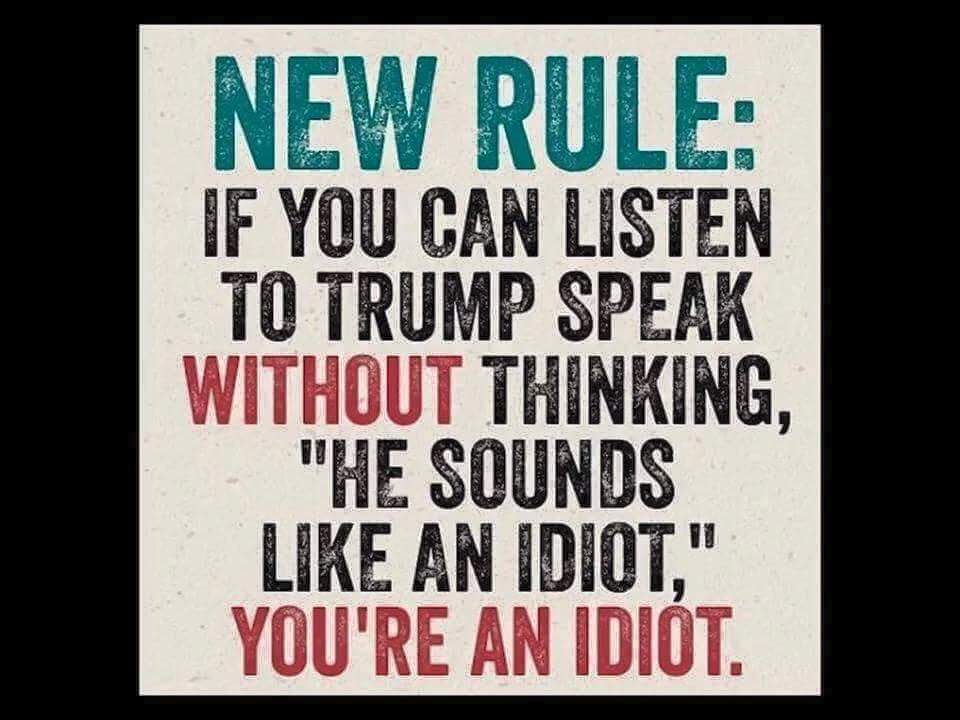 NEW RULE:
IF YOU CAN LISTEN
TO TRUMP SPEAK
WITHOUT THINKING,
"HE SOUNDS
LIKE AN IDIOT,"
YOU'RE AN IDIOT.